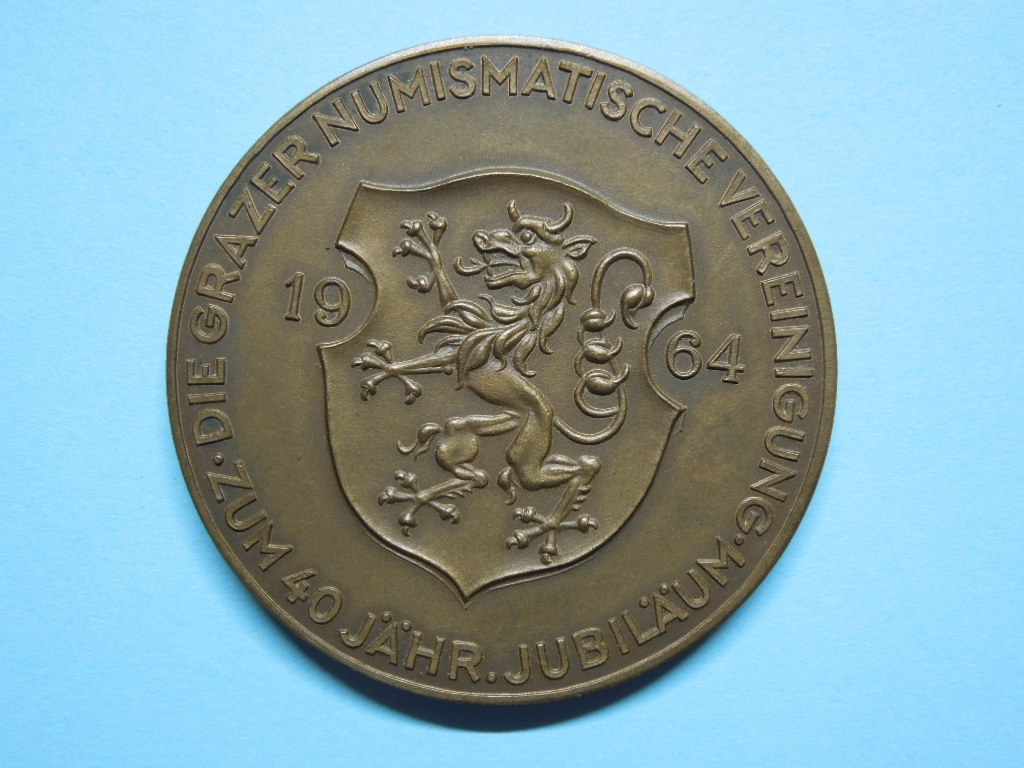 DIE GRAZER NUMISMATISCHE VEREINIGUNG · ZUM 40 JÄHR. JUBILÄUM ·
19 64